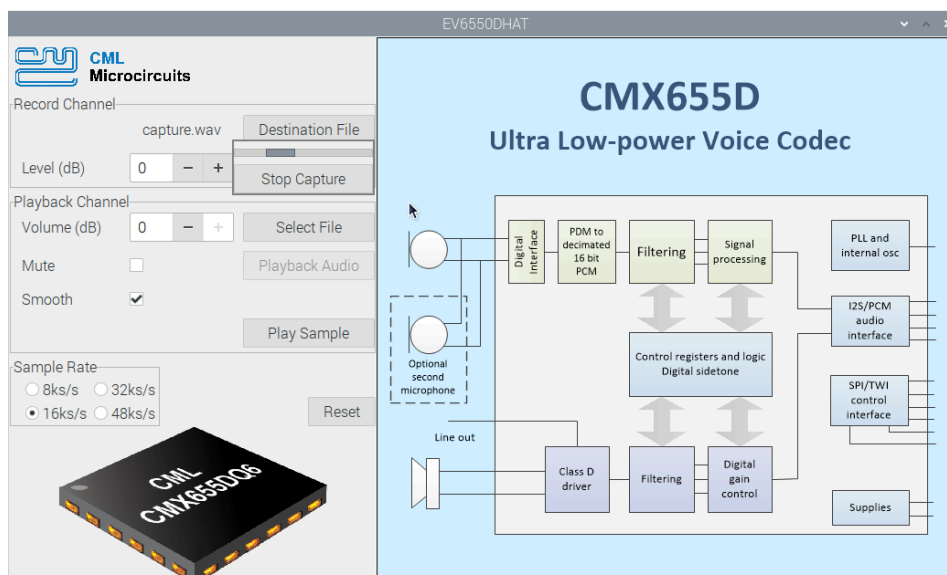 EV6550DHAT
CML
Microcircuits
Record Channel
capture.wav
Destination File
Level (dB)
0
−
+
Stop Capture
Playback Channel
Volume (dB)
0
−
+
Select File
Mute
Playback Audio
Smooth
Play Sample
Sample Rate
8ks/s
32ks/s
16ks/s
48ks/s
Reset
CML
CMX655DQ6
CMX655D
Ultra Low-power Voice Codec
Digital
Interface
PDM to
decimated
16 bit
PCM
Filtering
Signal
processing
PLL and
internal osc
I2S/PCM
audio
interface
Optional
second
microphone
Control registers and logic
Digital sidetone
SPI/TWI
control
interface
Line out
Class D
driver
Filtering
Digital
gain
control
Supplies